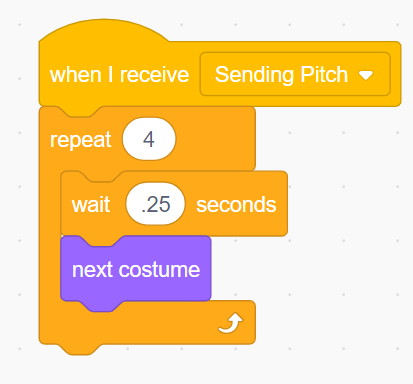 when I receive Sending Pitch
repeat 4
wait .25 seconds
next costume